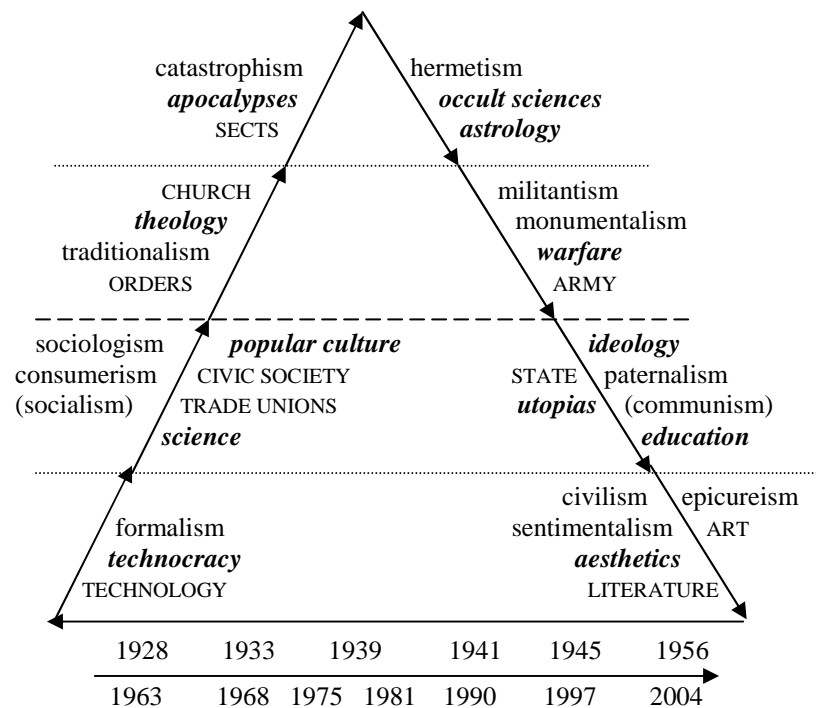 catastrophism hermetism
apocalypses occult sciences
SECTS astrology
CHURCH militantism
theology monumentalism
traditionalism warfare
ORDERS ARMY
sociologism popular culture ideology
consumerism CIVIC SOCIETY STATE paternalism
(socialism) TRADE UNIONS utopias (communism)
science education
civilism epicureism
formalism sentimentalism ART
technocracy aesthetics
TECHNOLOGY LITERATURE
1928 1933 1939 1941 1945 1956
1963 1968 1975 1981 1990 1997 2004